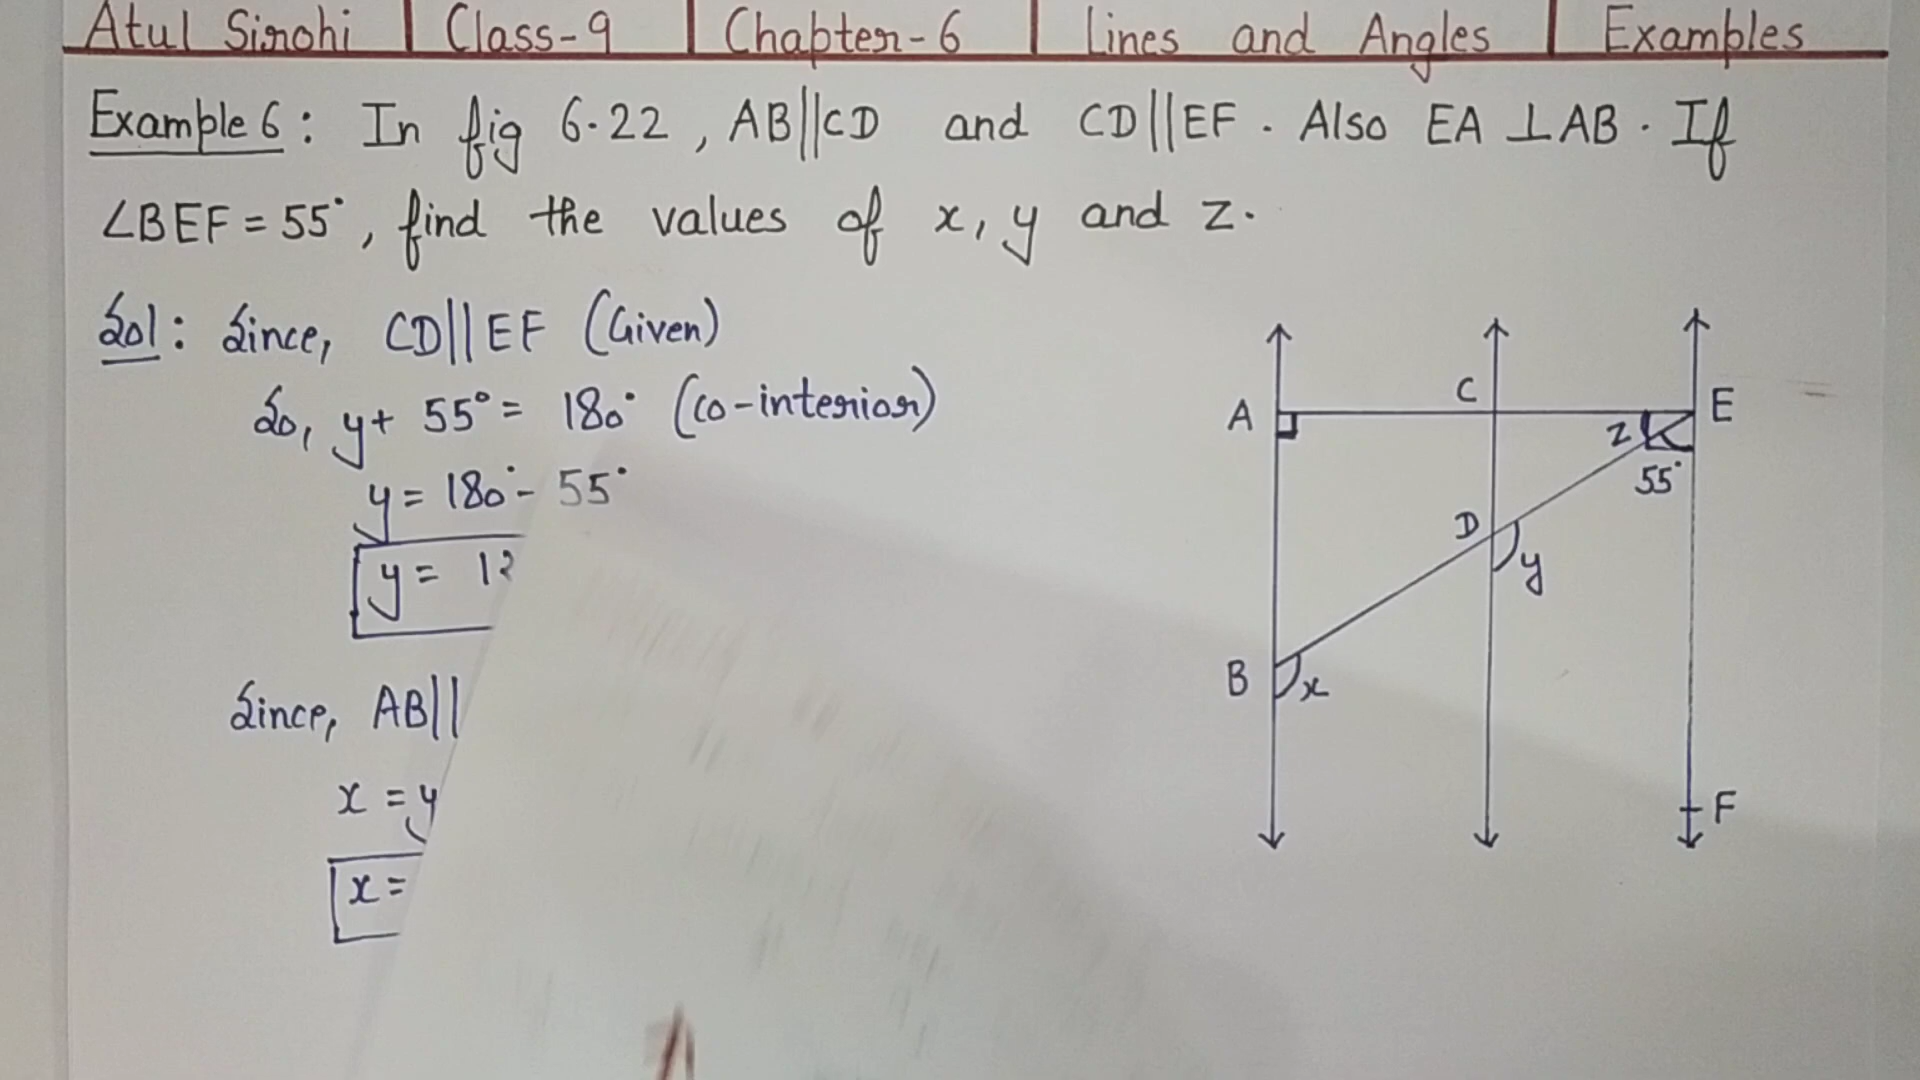 Atul Sirohi | Class-9 | Chapter-6 | Lines and Angles | Examples
Example 6: In fig 6.22, AB||CD and CD||EF. Also EA ⊥ AB. If
∠BEF = 55°, find the values of x, y and z.
Sol: Since, CD||EF (Given)
So, y + 55° = 180° (co-interior)
y = 180° - 55°
y = 12
Since, AB||
x = y
x =
A
C
E
z
55°
D
y
B
x
F